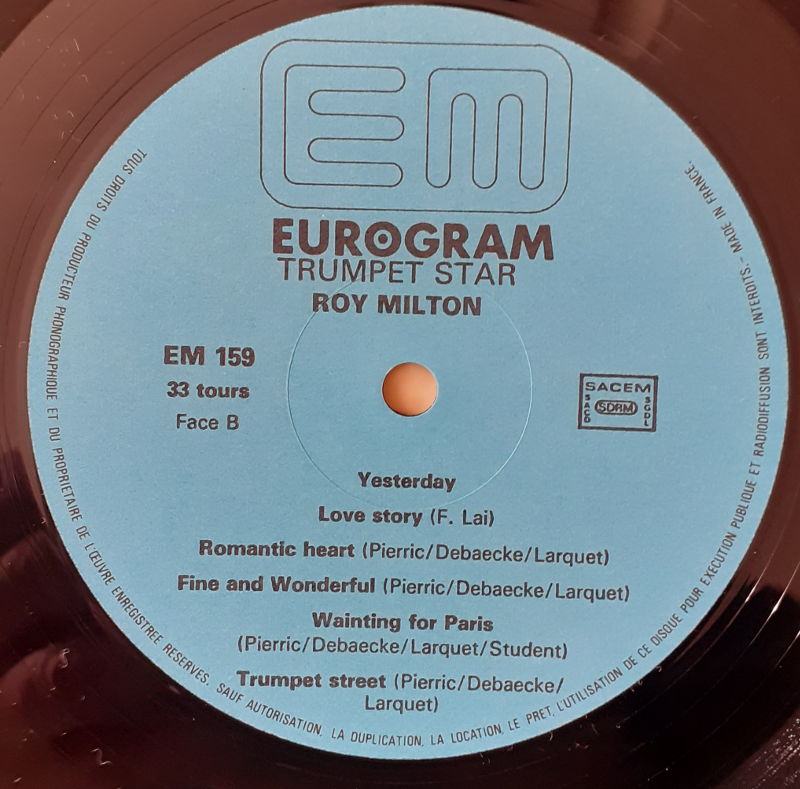 EM
EUROGRAM
TRUMPET STAR
ROY MILTON
EM 159
33 tours
Face B
SACEM
SACD
SDRM
SGDL
Yesterday
Love story (F. Lai)
Romantic heart (Pierric/Debaecke/Larquet)
Fine and Wonderful (Pierric/Debaecke/Larquet)
Wainting for Paris
(Pierric/Debaecke/Larquet/Student)
Trumpet street (Pierric/Debaecke/
Larquet)
TOUS DROITS DU PRODUCTEUR PHONOGRAPHIQUE ET DU PROPRIETAIRE DE L'ŒUVRE ENREGISTREE RESERVES. SAUF AUTORISATION, LA DUPLICATION, LA LOCATION, LE PRET, L'UTILISATION DE CE DISQUE POUR EXECUTION PUBLIQUE ET RADIODIFFUSION SONT INTERDITS. - MADE IN FRANCE.